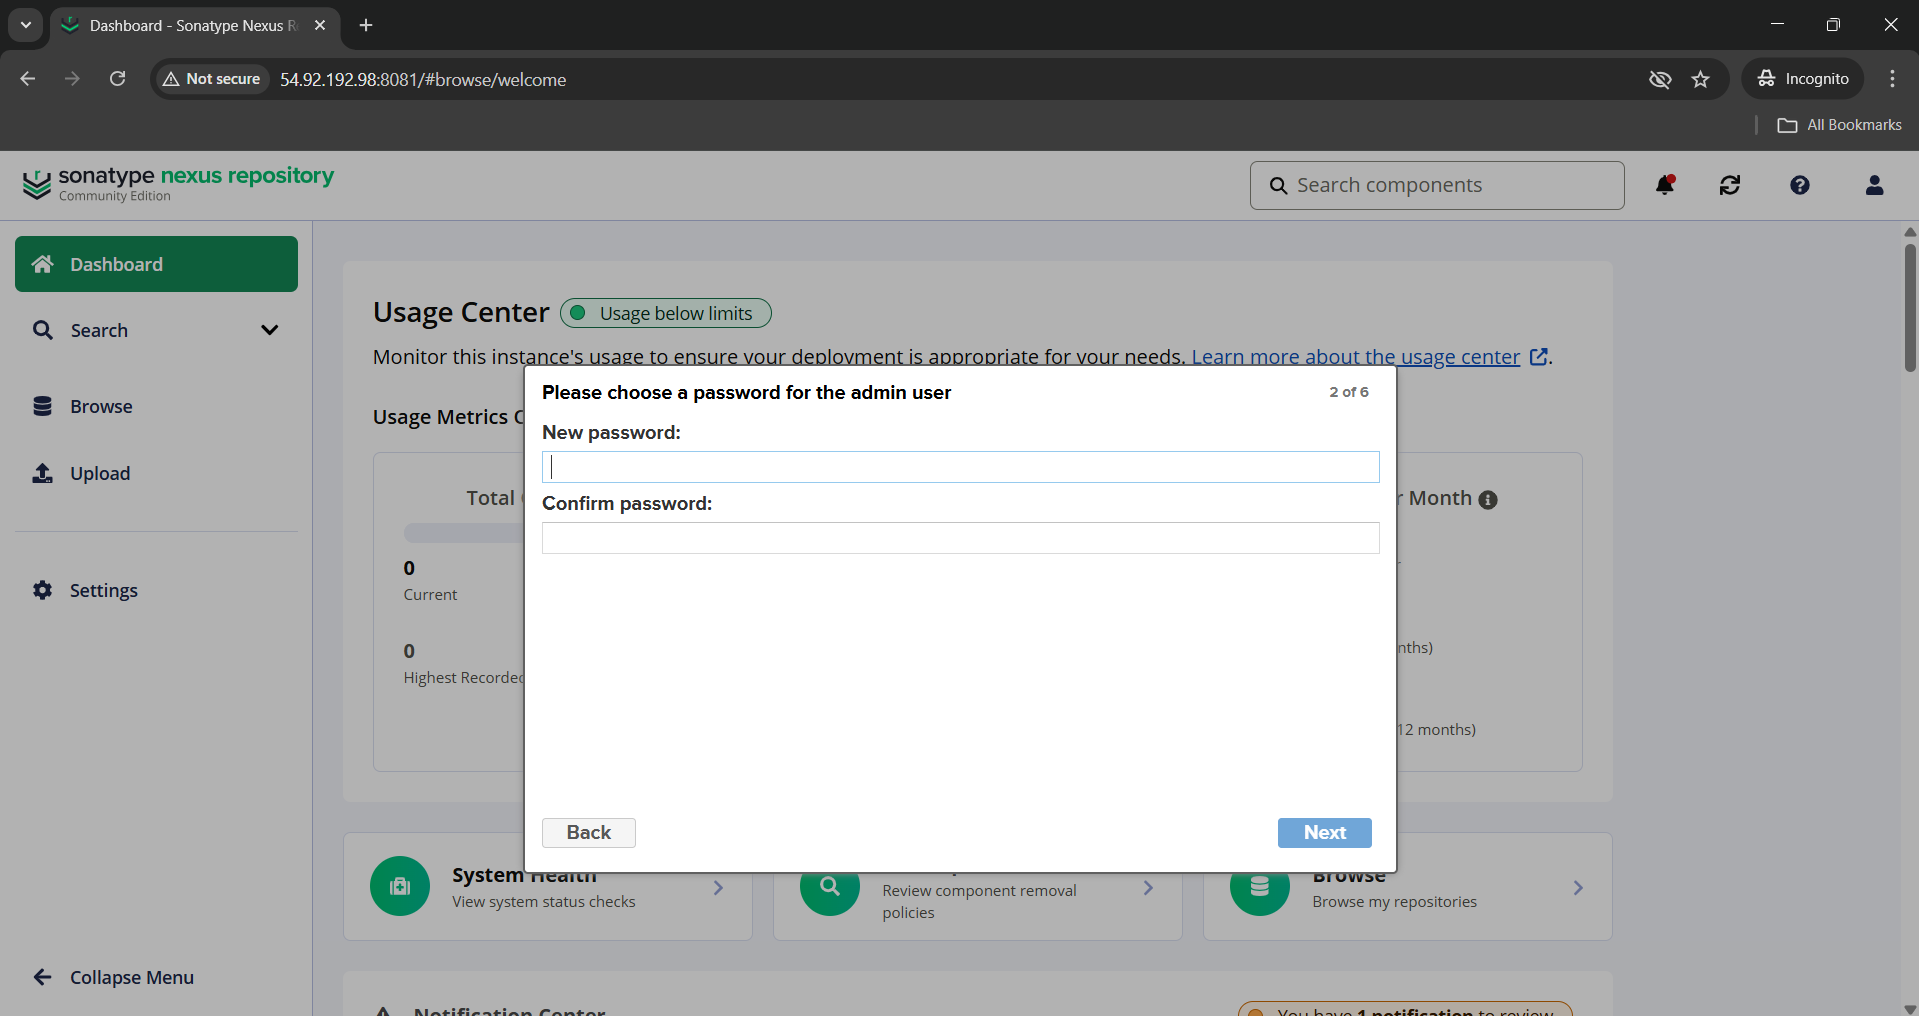 Dashboard - Sonatype Nexus R
Not secure
54.92.192.98:8081/#browse/welcome
Incognito
All Bookmarks
sonatype nexus repository
Community Edition
Search components
Dashboard
Search
Browse
Upload
Settings
Collapse Menu
Usage Center
Usage below limits
Monitor this instance's usage to ensure your deployment is appropriate for your needs. Learn more about the usage center.
Usage Metrics
Total
r Month
0
Current
0
Highest Recorded
nths)
12 months)
Please choose a password for the admin user
2 of 6
New password:
Confirm password:
Back
Next
System Health
View system status checks
Review component removal
policies
Browse
Browse my repositories
Notification Center
You have 1 notification to review